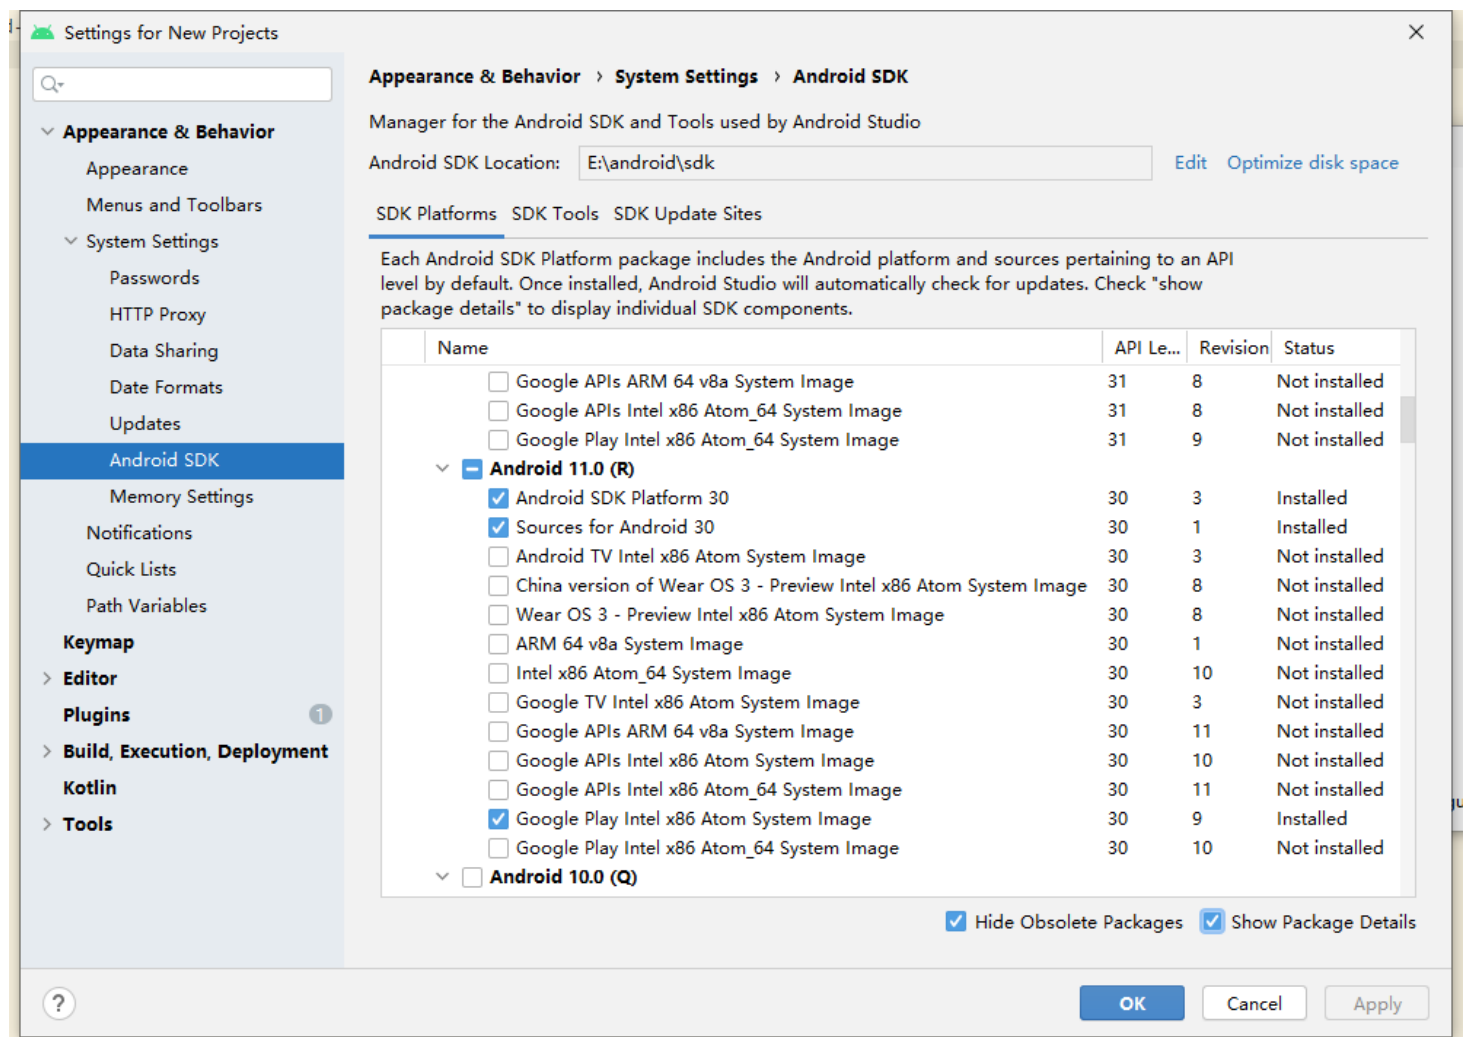 d-
Settings for New Projects
Appearance & Behavior
Appearance
Menus and Toolbars
System Settings
Passwords
HTTP Proxy
Data Sharing
Date Formats
Updates
Android SDK
Memory Settings
Notifications
Quick Lists
Path Variables
Keymap
Editor
Plugins 1
Build, Execution, Deployment
Kotlin
Tools
Appearance & Behavior › System Settings › Android SDK
Manager for the Android SDK and Tools used by Android Studio
Android SDK Location: E:\android\sdk Edit Optimize disk space
SDK Platforms SDK Tools SDK Update Sites
Each Android SDK Platform package includes the Android platform and sources pertaining to an API
level by default. Once installed, Android Studio will automatically check for updates. Check "show
package details" to display individual SDK components.
Name API Le... Revision Status
Google APIs ARM 64 v8a System Image 31 8 Not installed
Google APIs Intel x86 Atom_64 System Image 31 8 Not installed
Google Play Intel x86 Atom_64 System Image 31 9 Not installed
Android 11.0 (R)
Android SDK Platform 30 30 3 Installed
Sources for Android 30 30 1 Installed
Android TV Intel x86 Atom System Image 30 3 Not installed
China version of Wear OS 3 - Preview Intel x86 Atom System Image 30 8 Not installed
Wear OS 3 - Preview Intel x86 Atom System Image 30 8 Not installed
ARM 64 v8a System Image 30 1 Not installed
Intel x86 Atom_64 System Image 30 10 Not installed
Google TV Intel x86 Atom System Image 30 3 Not installed
Google APIs ARM 64 v8a System Image 30 11 Not installed
Google APIs Intel x86 Atom System Image 30 10 Not installed
Google APIs Intel x86 Atom_64 System Image 30 11 Not installed
Google Play Intel x86 Atom System Image 30 9 Installed
Google Play Intel x86 Atom_64 System Image 30 10 Not installed
Android 10.0 (Q)
Hide Obsolete Packages Show Package Details
? OK Cancel Apply